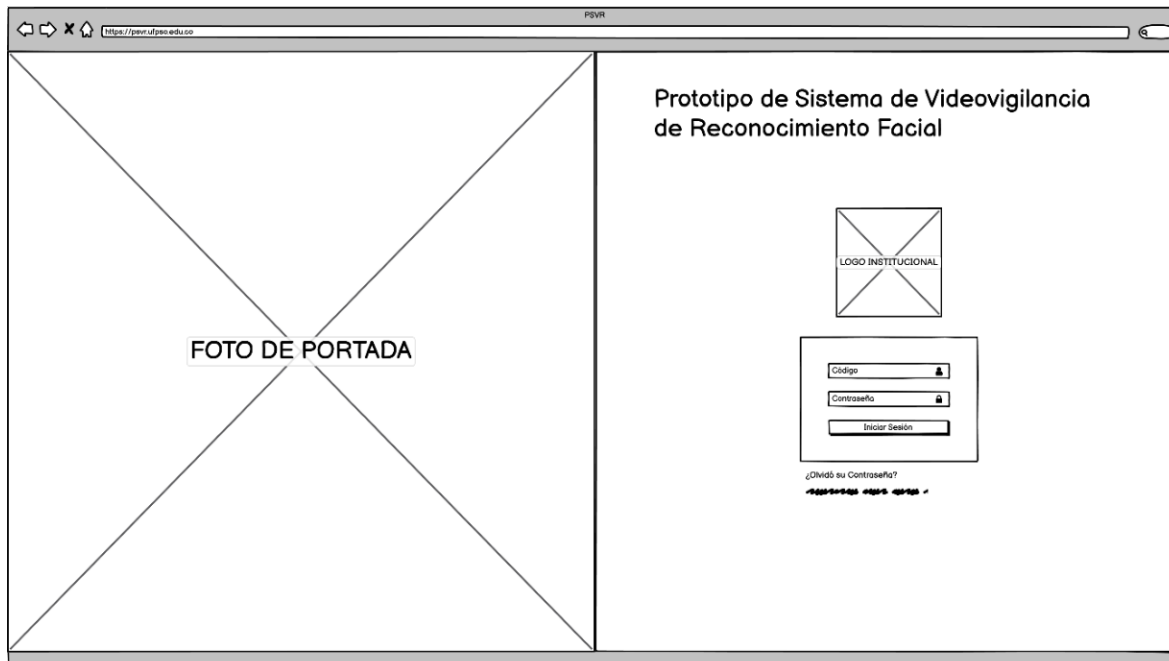 PSVR
https://psvr.ufpso.edu.co
FOTO DE PORTADA
Prototipo de Sistema de Videovigilancia
de Reconocimiento Facial
LOGO INSTITUCIONAL
Código
Contraseña
Iniciar Sesión
¿Olvidó su Contraseña?